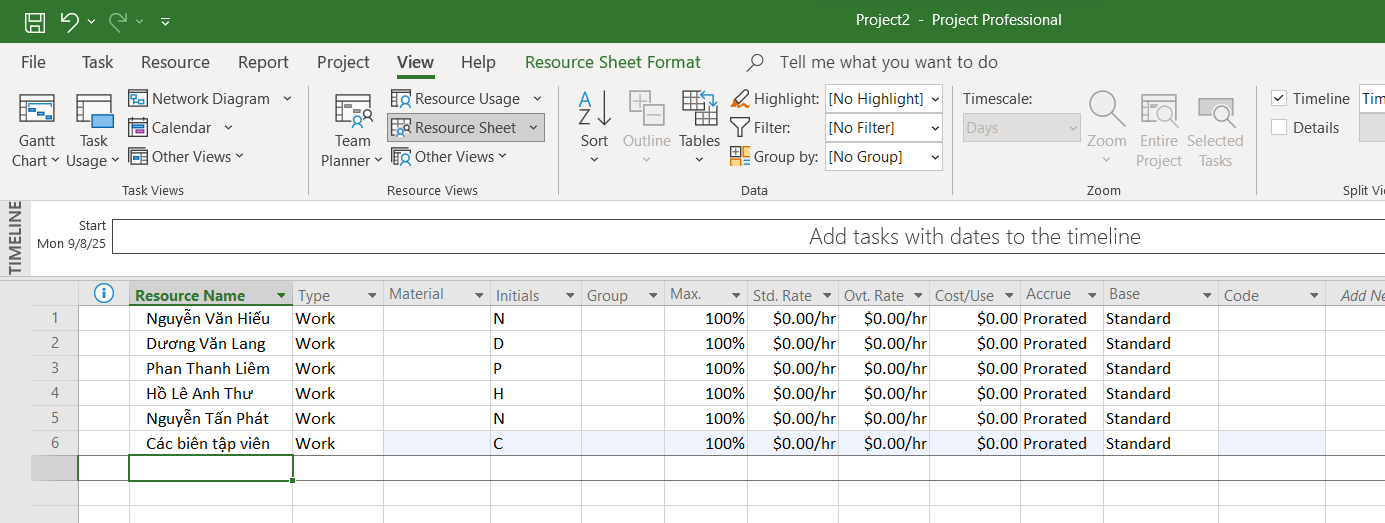 Project2 - Project Professional
File Task Resource Report Project View Help Resource Sheet Format Tell me what you want to do
Gantt Chart
Task Usage
Network Diagram
Calendar
Other Views
Task Views
Team Planner
Resource Usage
Resource Sheet
Other Views
Resource Views
Sort
Outline
Tables
Highlight: [No Highlight]
Filter: [No Filter]
Group by: [No Group]
Data
Timescale:
Days
Zoom
Entire Project
Selected Tasks
Zoom
Timeline Tim
Details
Split Vie
TIMELINE
Start
Mon 9/8/25
Add tasks with dates to the timeline
Resource Name Type Material Initials Group Max. Std. Rate Ovt. Rate Cost/Use Accrue Base Code Add Ne
1 Nguyễn Văn Hiếu Work N 100% $0.00/hr $0.00/hr $0.00 Prorated Standard
2 Dương Văn Lang Work D 100% $0.00/hr $0.00/hr $0.00 Prorated Standard
3 Phan Thanh Liêm Work P 100% $0.00/hr $0.00/hr $0.00 Prorated Standard
4 Hồ Lê Anh Thư Work H 100% $0.00/hr $0.00/hr $0.00 Prorated Standard
5 Nguyễn Tấn Phát Work N 100% $0.00/hr $0.00/hr $0.00 Prorated Standard
6 Các biên tập viên Work C 100% $0.00/hr $0.00/hr $0.00 Prorated Standard